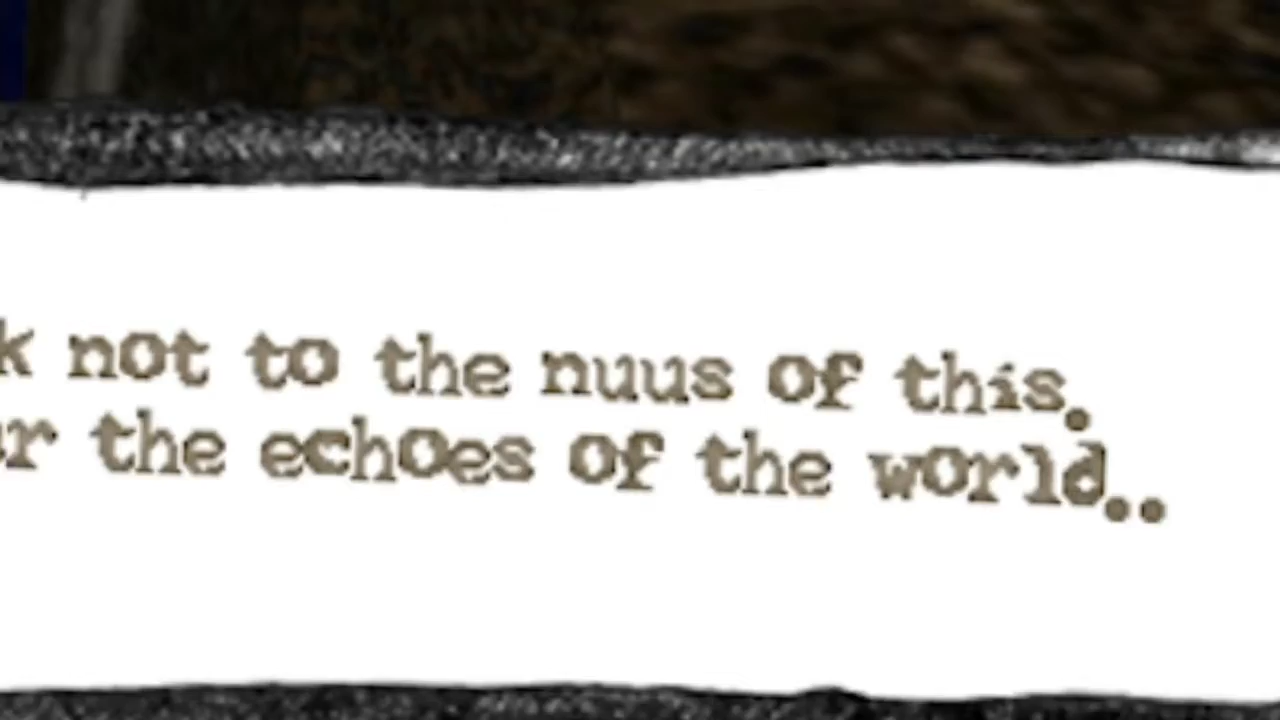 k not to the nuus of this.
r the echoes of the world..